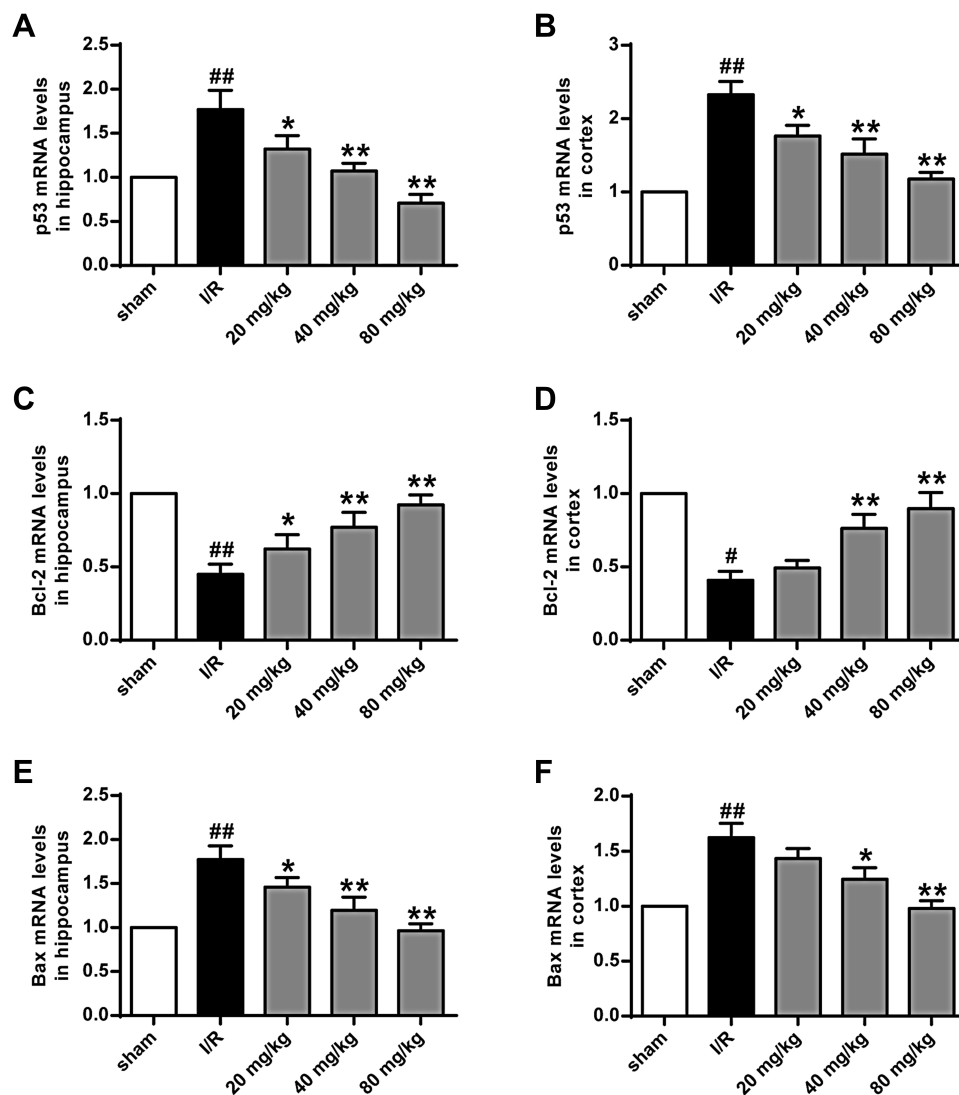 A
p53 mRNA levels
in hippocampus
2.5
2.0
1.5
1.0
0.5
0.0
##
*
**
**
sham
I/R
20 mg/kg
40 mg/kg
80 mg/kg
B
p53 mRNA levels
in cortex
3
2
1
0
##
*
**
**
sham
I/R
20 mg/kg
40 mg/kg
80 mg/kg
C
Bcl-2 mRNA levels
in hippocampus
1.5
1.0
0.5
0.0
##
*
**
**
sham
I/R
20 mg/kg
40 mg/kg
80 mg/kg
D
Bcl-2 mRNA levels
in cortex
1.5
1.0
0.5
0.0
#
**
**
sham
I/R
20 mg/kg
40 mg/kg
80 mg/kg
E
Bax mRNA levels
in hippocampus
2.5
2.0
1.5
1.0
0.5
0.0
##
*
**
**
sham
I/R
20 mg/kg
40 mg/kg
80 mg/kg
F
Bax mRNA levels
in cortex
2.0
1.5
1.0
0.5
0.0
##
*
**
sham
I/R
20 mg/kg
40 mg/kg
80 mg/kg